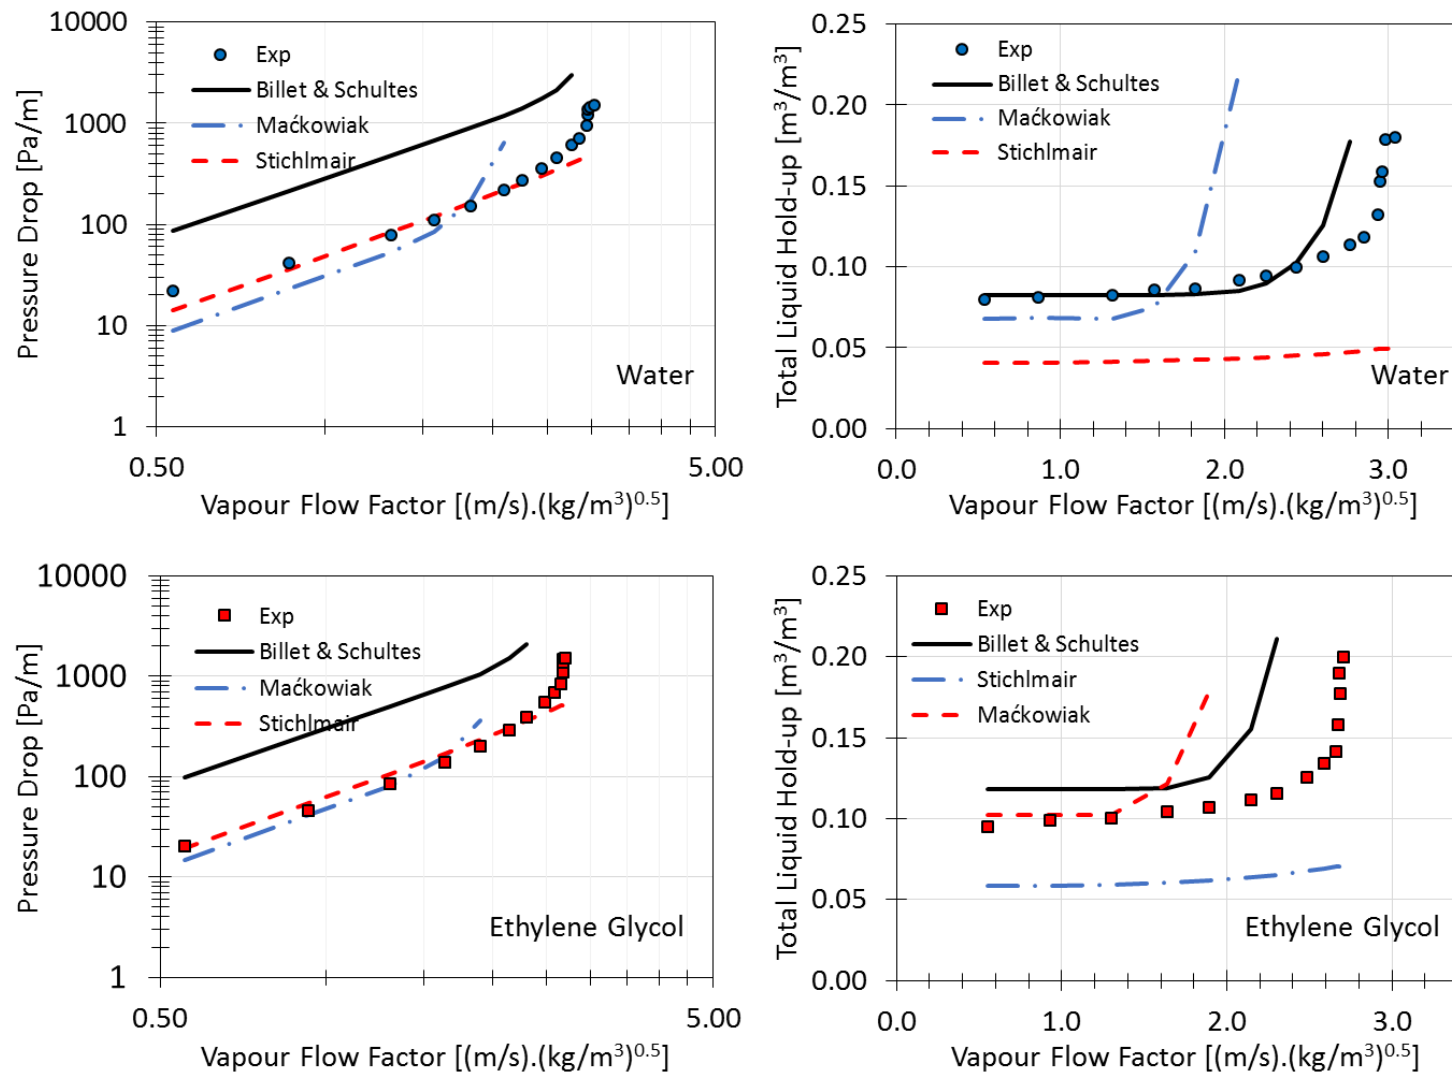 Pressure Drop [Pa/m]
10000
1000
100
10
1
Exp
Billet & Schultes
Maćkowiak
Stichlmair
Water
0.50
5.00
Vapour Flow Factor [(m/s).(kg/m³)⁰·⁵]
Total Liquid Hold-up [m³/m³]
0.25
0.20
0.15
0.10
0.05
0.00
Exp
Billet & Schultes
Maćkowiak
Stichlmair
Water
0.0
1.0
2.0
3.0
Vapour Flow Factor [(m/s).(kg/m³)⁰·⁵]
Pressure Drop [Pa/m]
10000
1000
100
10
1
Exp
Billet & Schultes
Maćkowiak
Stichlmair
Ethylene Glycol
0.50
5.00
Vapour Flow Factor [(m/s).(kg/m³)⁰·⁵]
Total Liquid Hold-up [m³/m³]
0.25
0.20
0.15
0.10
0.05
0.00
Exp
Billet & Schultes
Stichlmair
Maćkowiak
Ethylene Glycol
0.0
1.0
2.0
3.0
Vapour Flow Factor [(m/s).(kg/m³)⁰·⁵]